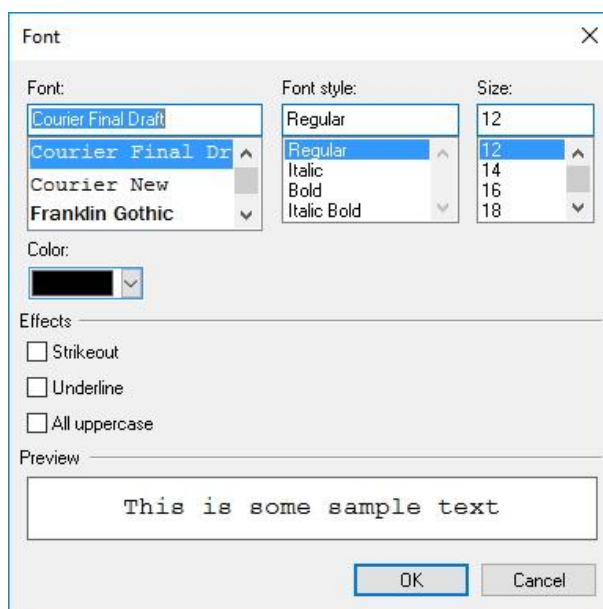 Font
Font: Font style: Size:
Courier Final Draft Regular 12
Courier Final Dr Regular 12
Courier New Italic 14
Franklin Gothic Bold 16
Italic Bold 18
Color:
Effects
Strikeout
Underline
All uppercase
Preview
This is some sample text
OK Cancel